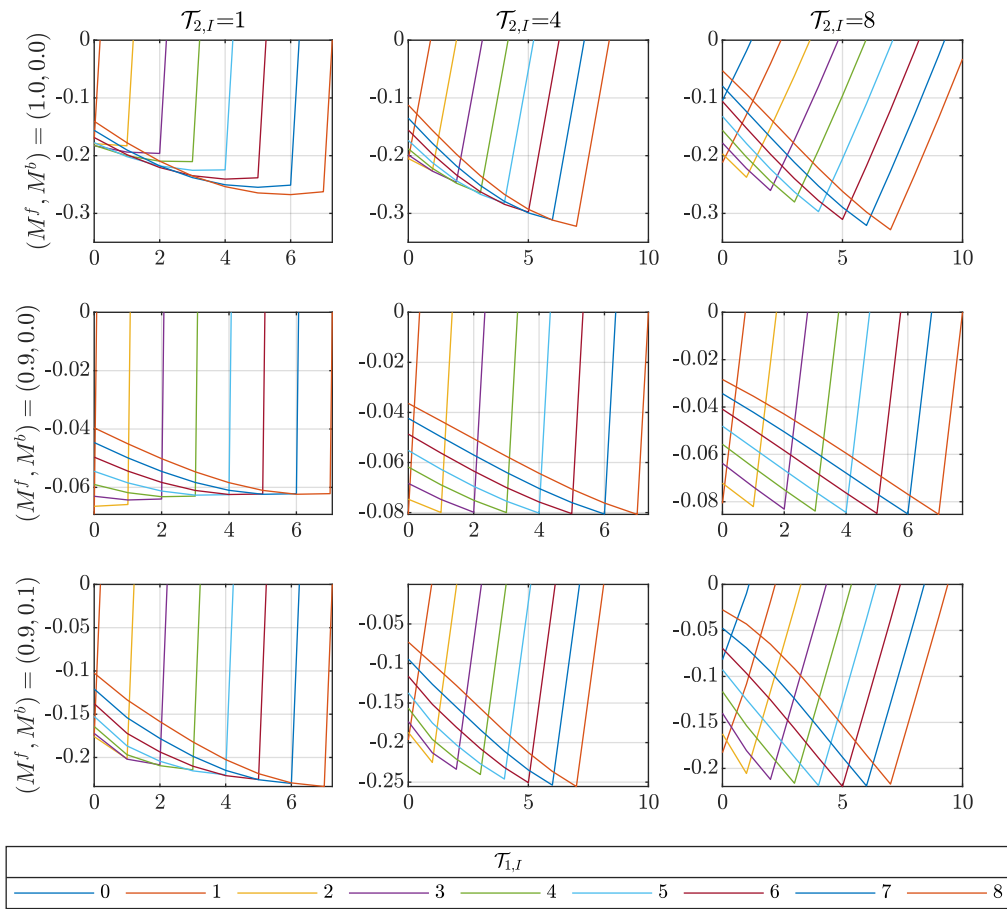 𝒯₂,ᵢ=1 𝒯₂,ᵢ=4 𝒯₂,ᵢ=8
(Mᶠ, Mᵇ) = (1.0, 0.0)
0 0 0
-0.1 -0.1 -0.1
-0.2 -0.2 -0.2
-0.3 -0.3 -0.3
0 2 4 6 0 5 10 0 5 10
(Mᶠ, Mᵇ) = (0.9, 0.0)
0 0 0
-0.02 -0.02 -0.02
-0.04 -0.04 -0.04
-0.06 -0.06 -0.06
-0.08 -0.08
0 2 4 6 0 2 4 6 0 2 4 6
(Mᶠ, Mᵇ) = (0.9, 0.1)
0 0 0
-0.05 -0.05 -0.05
-0.1 -0.1 -0.1
-0.15 -0.15 -0.15
-0.2 -0.2 -0.2
-0.25
0 2 4 6 0 5 10 0 5 10
𝒯₁,ᵢ
0 1 2 3 4 5 6 7 8